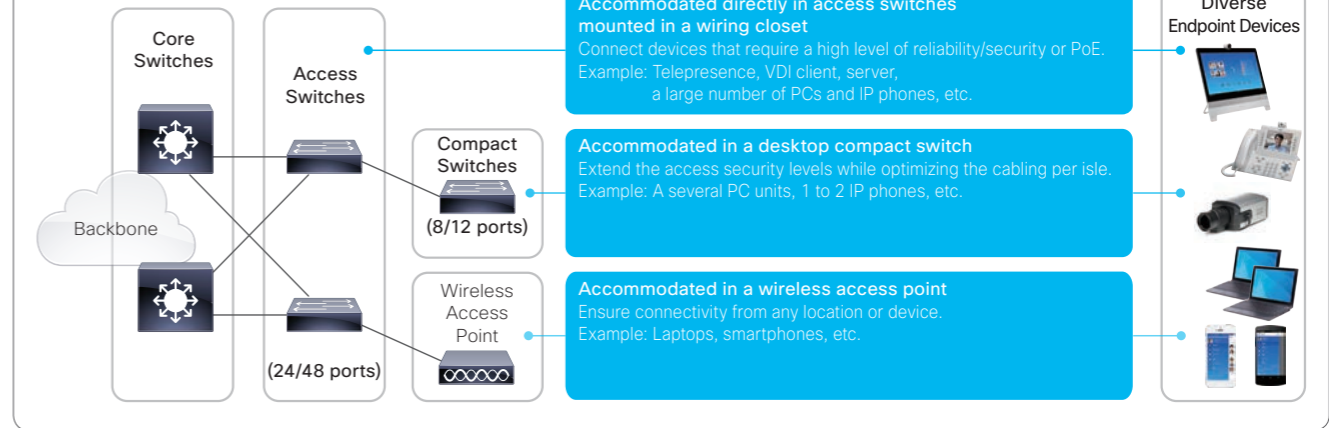 Core
Switches
Access
Switches
Backbone
(24/48 ports)
Compact
Switches
(8/12 ports)
Wireless
Access
Point
Accommodated directly in access switches
mounted in a wiring closet
Connect devices that require a high level of reliability/security or PoE.
Example: Telepresence, VDI client, server,
a large number of PCs and IP phones, etc.
Accommodated in a desktop compact switch
Extend the access security levels while optimizing the cabling per isle.
Example: A several PC units, 1 to 2 IP phones, etc.
Accommodated in a wireless access point
Ensure connectivity from any location or device.
Example: Laptops, smartphones, etc.
Diverse
Endpoint Devices